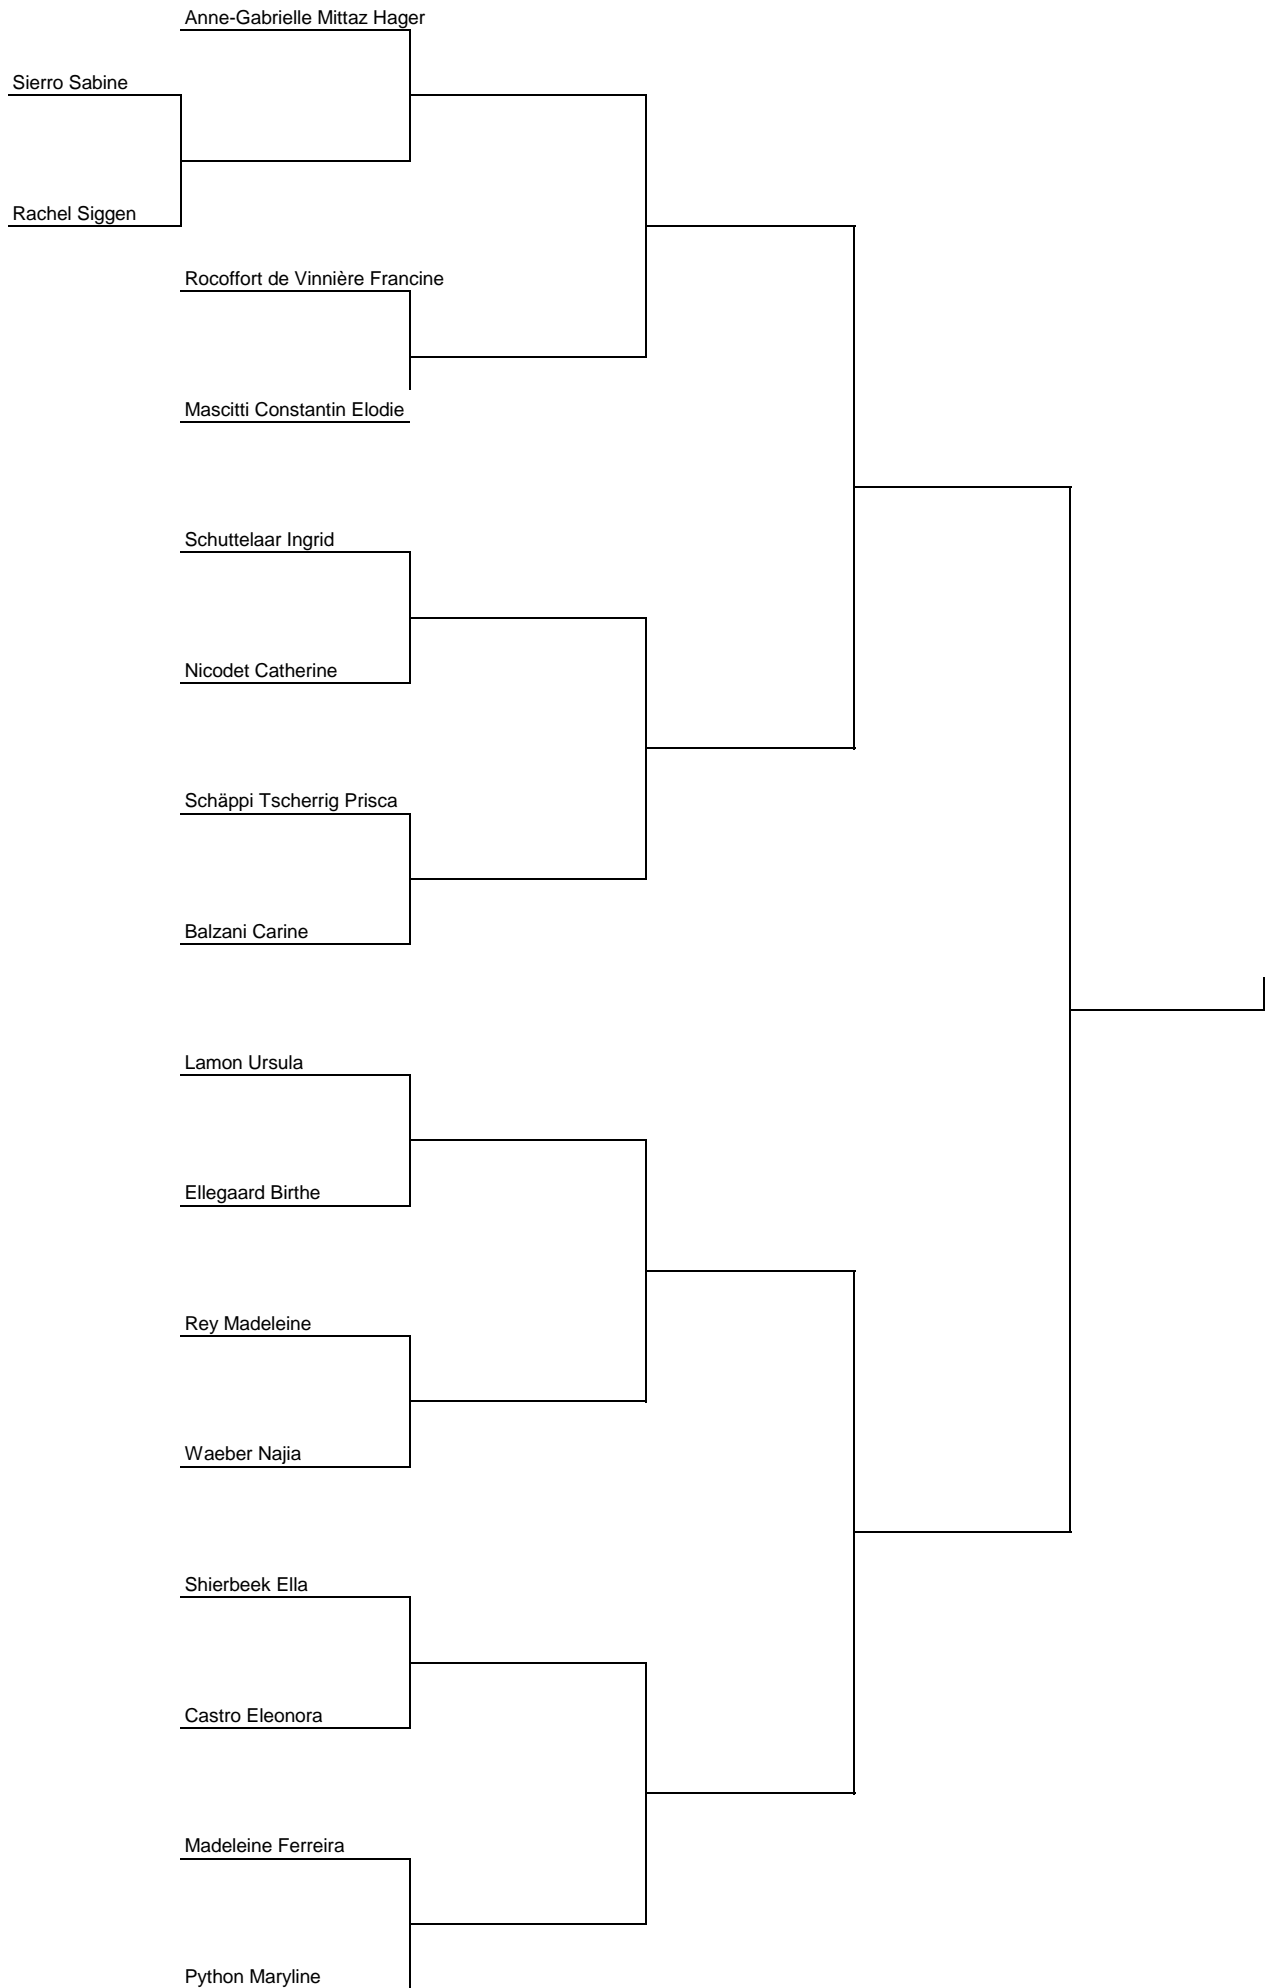 Anne-Gabrielle Mittaz Hager
Sierro Sabine
Rachel Siggen
Rocoffort de Vinnière Francine
Mascitti Constantin Elodie
Schuttelaar Ingrid
Nicodet Catherine
Schäppi Tscherrig Prisca
Balzani Carine
Lamon Ursula
Ellegaard Birthe
Rey Madeleine
Waeber Najia
Shierbeek Ella
Castro Eleonora
Madeleine Ferreira
Python Maryline